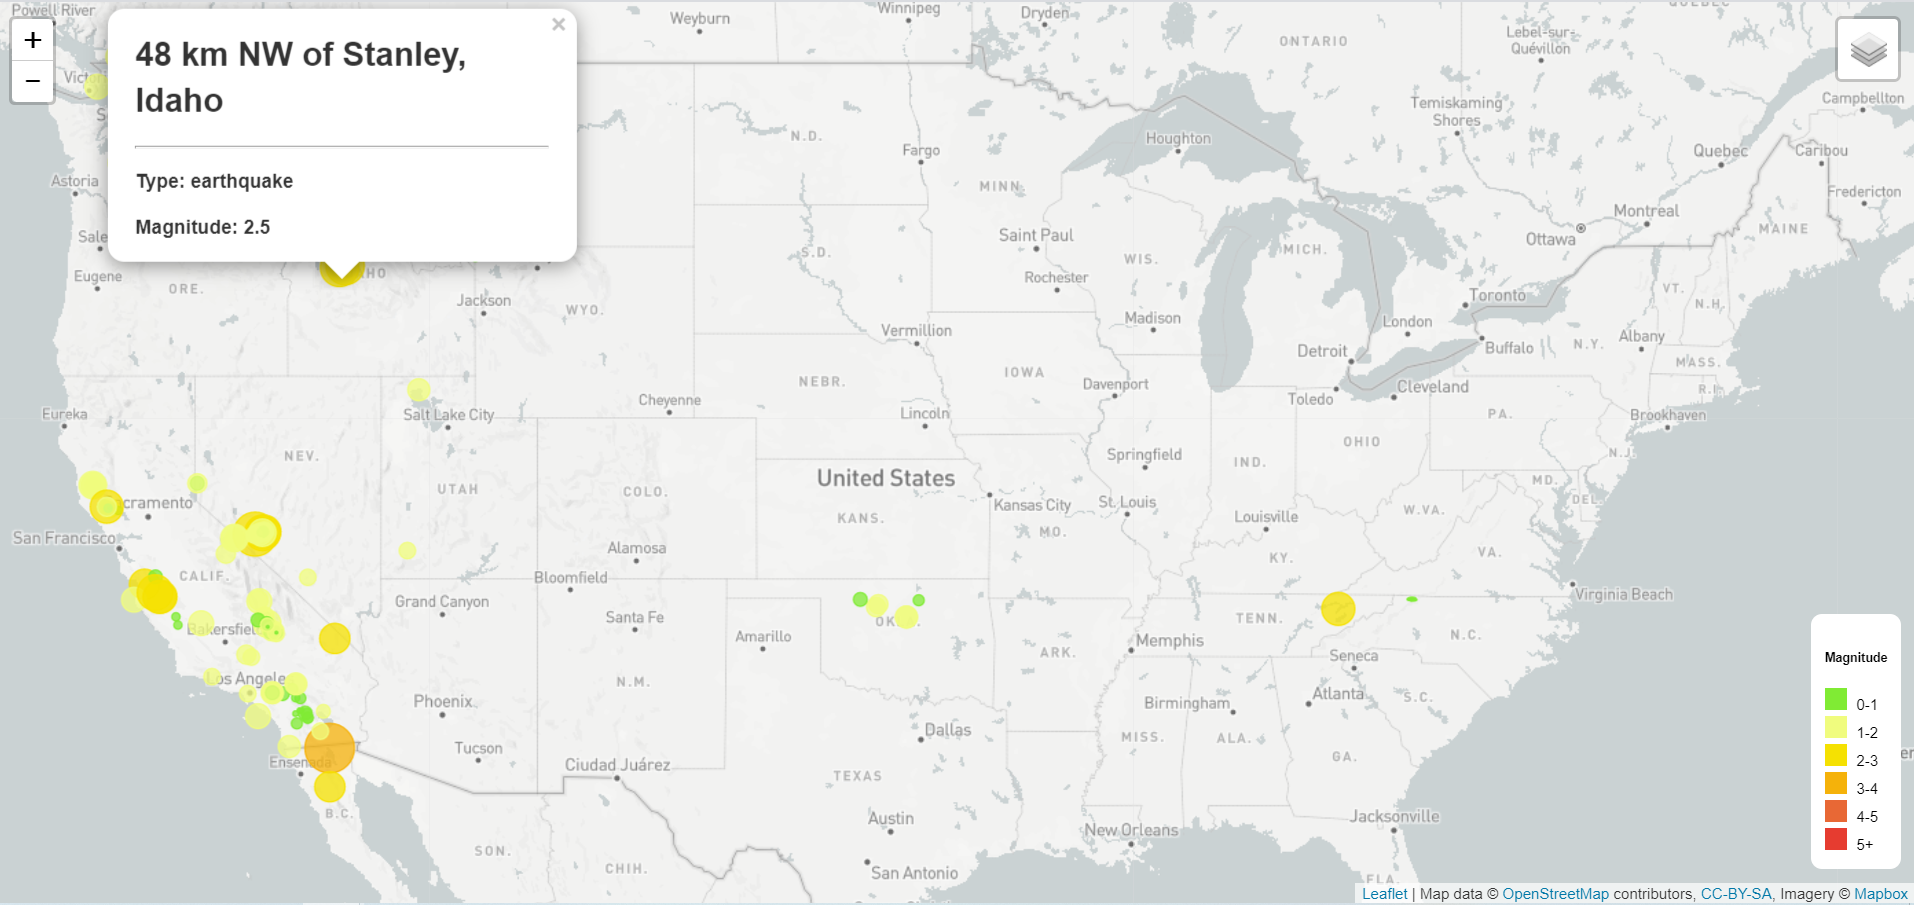 Powell River
Weyburn
Winnipeg
Dryden
QUEBEC
+
−
×
48 km NW of Stanley,
Idaho
Type: earthquake
Magnitude: 2.5
ONTARIO
Lebel-sur-
Quévillon
Temiskaming
Shores
Campbellton
N.D.
Fargo
Houghton
Quebec
Caribou
Astoria
MINN.
Fredericton
Saint Paul
Montreal
Ottawa
MAINE
S.D.
WIS.
MICH.
Eugene
ORE.
Rochester
Toronto
VT.
N.H.
Jackson
WYO.
Madison
London
Vermillion
Detroit
Buffalo
N.Y.
Albany
MASS.
R.I.
NEBR.
IOWA
Davenport
Toledo
Cleveland
Eureka
Salt Lake City
Cheyenne
Lincoln
PA.
Brookhaven
NEV.
UTAH
COLO.
United States
Springfield
IND.
OHIO
N.J.
MD.
DEL.
cramento
San Francisco
KANS.
Kansas City
St. Louis
MO.
Louisville
W.VA.
KY.
VA.
Alamosa
CALIF.
Bloomfield
Grand Canyon
Santa Fe
Virginia Beach
Bakersfiel
Amarillo
Memphis
TENN.
N.C.
ARK.
Seneca
Los Angele
N.M.
Phoenix
Birmingham
Atlanta
S.C.
Tucson
Dallas
MISS.
ALA.
GA.
Ensenada
Ciudad Juárez
TEXAS
B.C.
Austin
New Orleans
Jacksonville
SON.
CHIH.
San Antonio
FLA.
Magnitude
0-1
1-2
2-3
3-4
4-5
5+
Leaflet | Map data © OpenStreetMap contributors, CC-BY-SA, Imagery © Mapbox